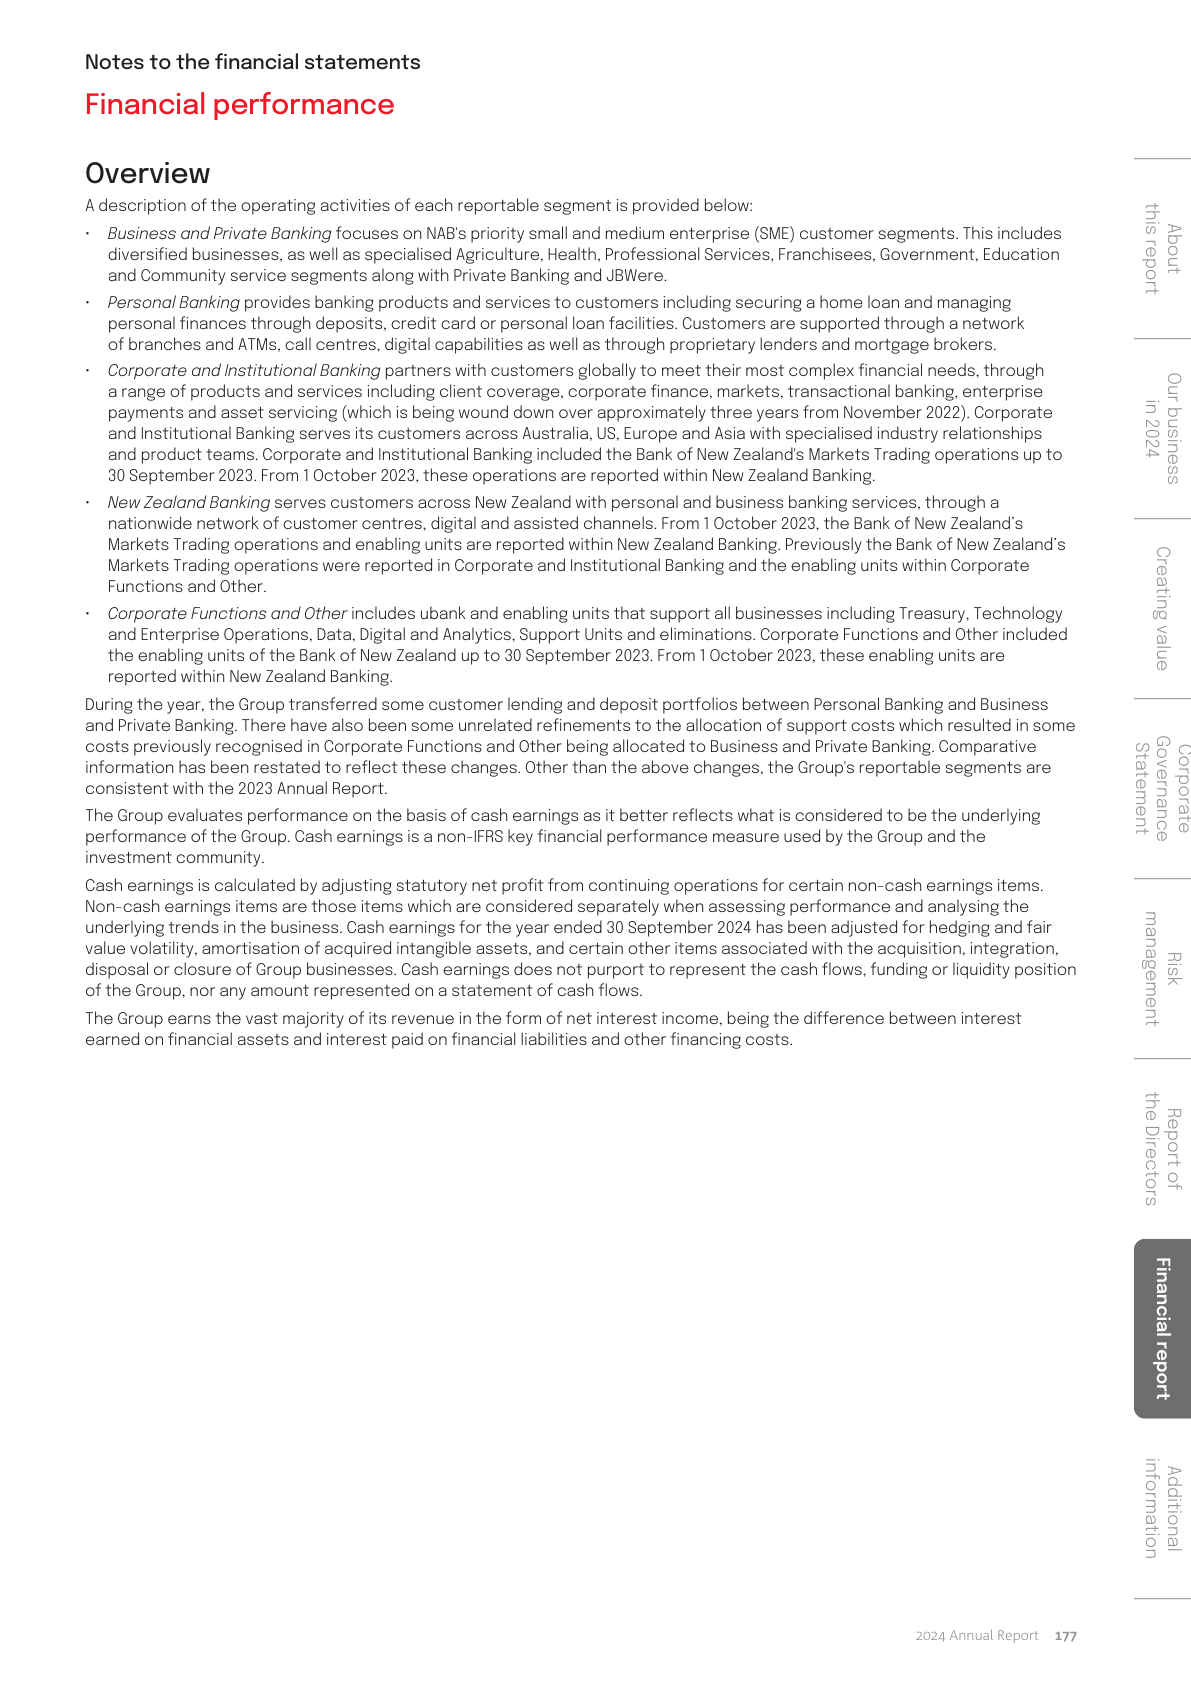 Notes to the financial statements
Financial performance
Overview
A description of the operating activities of each reportable segment is provided below:
• Business and Private Banking focuses on NAB's priority small and medium enterprise (SME) customer segments. This includes
diversified businesses, as well as specialised Agriculture, Health, Professional Services, Franchisees, Government, Education
and Community service segments along with Private Banking and JBWere.
• Personal Banking provides banking products and services to customers including securing a home loan and managing
personal finances through deposits, credit card or personal loan facilities. Customers are supported through a network
of branches and ATMs, call centres, digital capabilities as well as through proprietary lenders and mortgage brokers.
• Corporate and Institutional Banking partners with customers globally to meet their most complex financial needs, through
a range of products and services including client coverage, corporate finance, markets, transactional banking, enterprise
payments and asset servicing (which is being wound down over approximately three years from November 2022). Corporate
and Institutional Banking serves its customers across Australia, US, Europe and Asia with specialised industry relationships
and product teams. Corporate and Institutional Banking included the Bank of New Zealand's Markets Trading operations up to
30 September 2023. From 1 October 2023, these operations are reported within New Zealand Banking.
• New Zealand Banking serves customers across New Zealand with personal and business banking services, through a
nationwide network of customer centres, digital and assisted channels. From 1 October 2023, the Bank of New Zealand’s
Markets Trading operations and enabling units are reported within New Zealand Banking. Previously the Bank of New Zealand’s
Markets Trading operations were reported in Corporate and Institutional Banking and the enabling units within Corporate
Functions and Other.
• Corporate Functions and Other includes ubank and enabling units that support all businesses including Treasury, Technology
and Enterprise Operations, Data, Digital and Analytics, Support Units and eliminations. Corporate Functions and Other included
the enabling units of the Bank of New Zealand up to 30 September 2023. From 1 October 2023, these enabling units are
reported within New Zealand Banking.
During the year, the Group transferred some customer lending and deposit portfolios between Personal Banking and Business
and Private Banking. There have also been some unrelated refinements to the allocation of support costs which resulted in some
costs previously recognised in Corporate Functions and Other being allocated to Business and Private Banking. Comparative
information has been restated to reflect these changes. Other than the above changes, the Group's reportable segments are
consistent with the 2023 Annual Report.
The Group evaluates performance on the basis of cash earnings as it better reflects what is considered to be the underlying
performance of the Group. Cash earnings is a non-IFRS key financial performance measure used by the Group and the
investment community.
Cash earnings is calculated by adjusting statutory net profit from continuing operations for certain non-cash earnings items.
Non-cash earnings items are those items which are considered separately when assessing performance and analysing the
underlying trends in the business. Cash earnings for the year ended 30 September 2024 has been adjusted for hedging and fair
value volatility, amortisation of acquired intangible assets, and certain other items associated with the acquisition, integration,
disposal or closure of Group businesses. Cash earnings does not purport to represent the cash flows, funding or liquidity position
of the Group, nor any amount represented on a statement of cash flows.
The Group earns the vast majority of its revenue in the form of net interest income, being the difference between interest
earned on financial assets and interest paid on financial liabilities and other financing costs.
About
this report
Our business
in 2024
Creating value
Corporate
Governance
Statement
Risk
management
Report of
the Directors
Financial report
Additional
information
2024 Annual Report 177